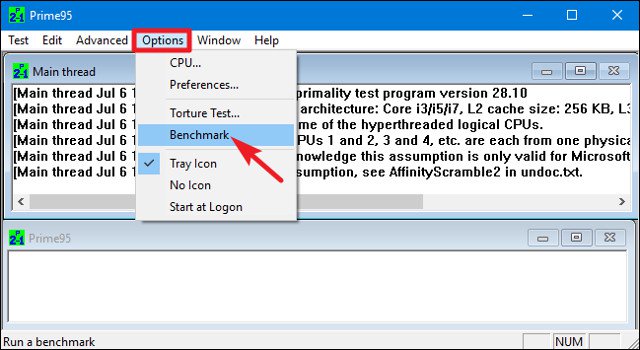 Prime95
Test Edit Advanced Options Window Help
Main thread
CPU...
Preferences...
Torture Test...
Benchmark
Tray Icon
No Icon
Start at Logon
[Main thread Jul 6 1 primality test program version 28.10
[Main thread Jul 6 1 architecture: Core i3/i5/i7, L2 cache size: 256 KB, L3
[Main thread Jul 6 1 me of the hyperthreaded logical CPUs.
[Main thread Jul 6 1 PUs 1 and 2, 3 and 4, etc. are each from one physica
[Main thread Jul 6 1 nowledge this assumption is only valid for Microsoft
[Main thread Jul 6 1 sumption, see AffinityScramble2 in undoc.txt.
Prime95
Run a benchmark
NUM